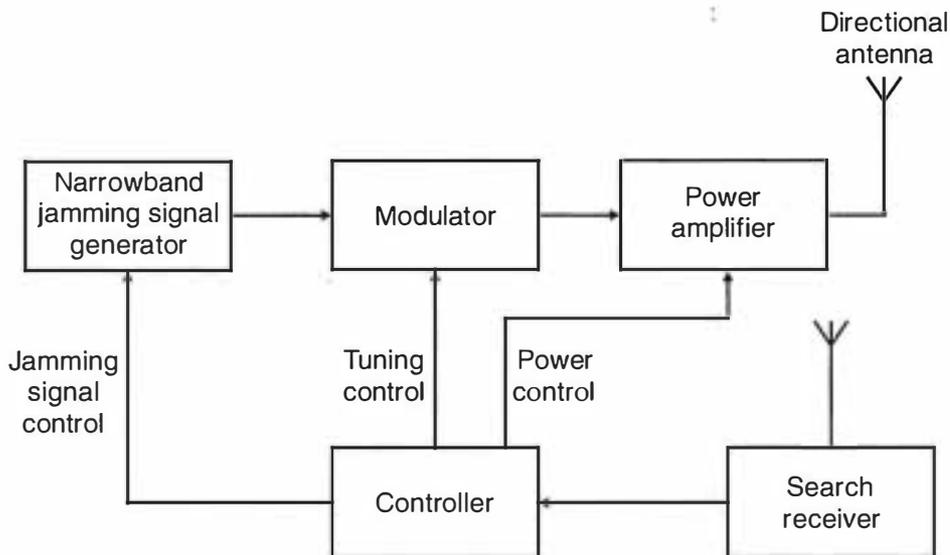 Directional
antenna
Narrowband
jamming signal
generator
Modulator
Power
amplifier
Jamming
signal
control
Tuning
control
Power
control
Controller
Search
receiver